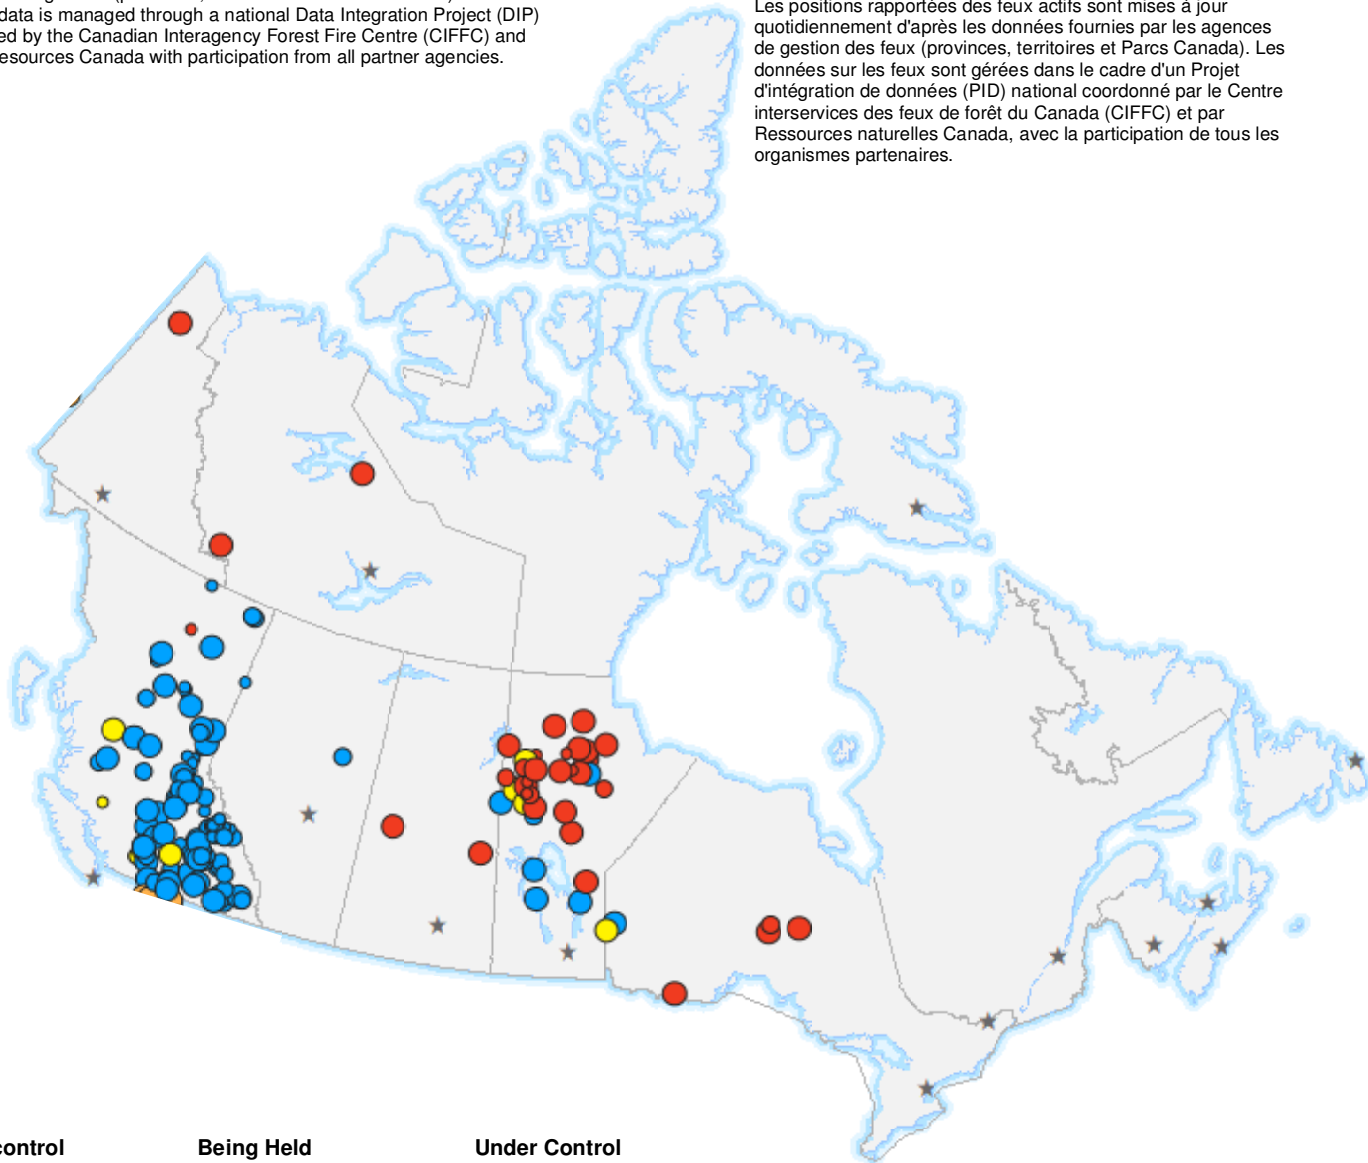 data is managed through a national Data Integration Project (DIP)
ed by the Canadian Interagency Forest Fire Centre (CIFFC) and
esources Canada with participation from all partner agencies.
Les positions rapportées des feux actifs sont mises à jour
quotidiennement d'après les données fournies par les agences
de gestion des feux (provinces, territoires et Parcs Canada). Les
données sur les feux sont gérées dans le cadre d'un Projet
d'intégration de données (PID) national coordonné par le Centre
interservices des feux de forêt du Canada (CIFFC) et par
Ressources naturelles Canada, avec la participation de tous les
organismes partenaires.
control
Being Held
Under Control